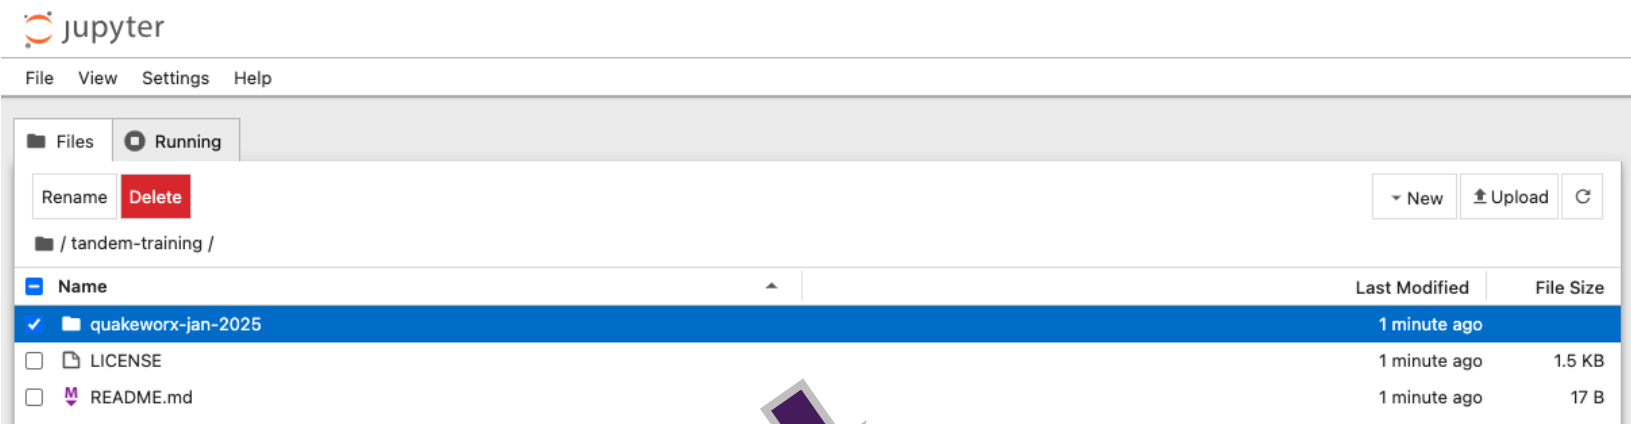 jupyter
File View Settings Help
Files Running
Rename Delete New Upload
/ tandem-training /
Name Last Modified File Size
quakeworx-jan-2025 1 minute ago
LICENSE 1 minute ago 1.5 KB
M README.md 1 minute ago 17 B